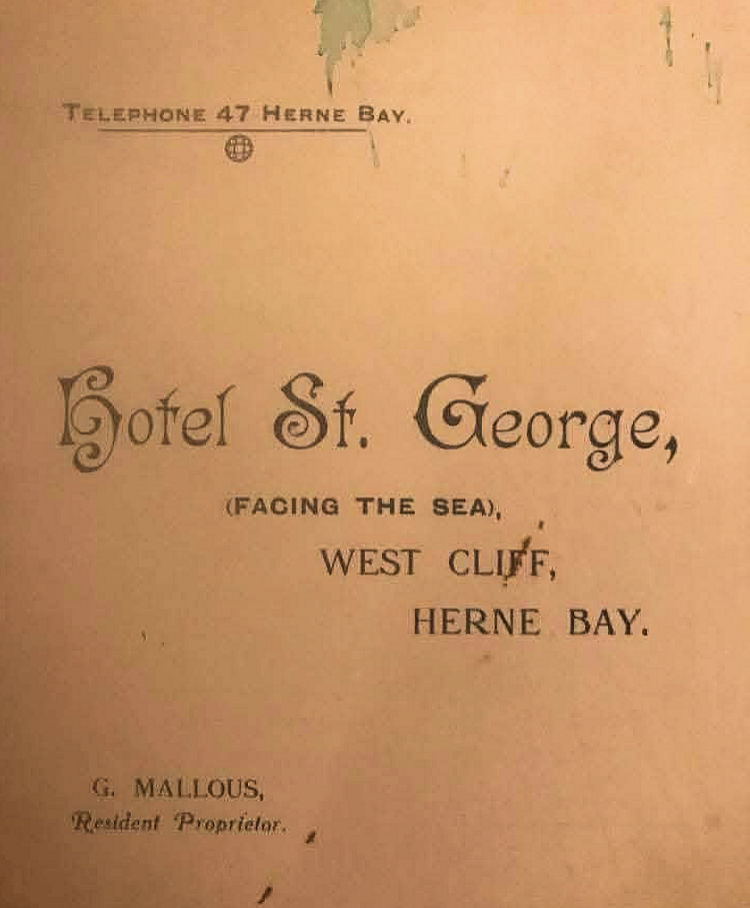 TELEPHONE 47 HERNE BAY.
Hotel St. George,
(FACING THE SEA),
WEST CLIFF,
HERNE BAY.
G. MALLOUS,
Resident Proprietor.